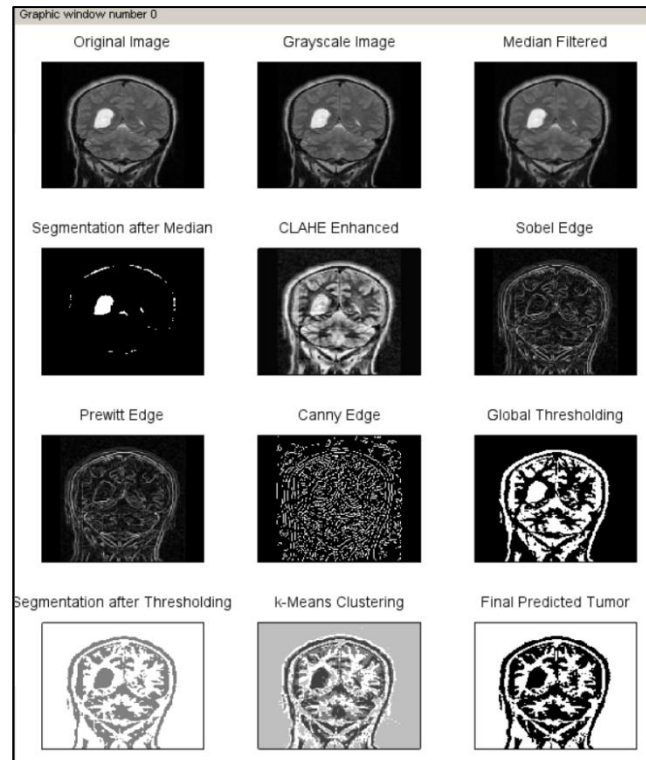 Graphic window number 0
Original Image
Grayscale Image
Median Filtered
Segmentation after Median
CLAHE Enhanced
Sobel Edge
Prewitt Edge
Canny Edge
Global Thresholding
Segmentation after Thresholding
k-Means Clustering
Final Predicted Tumor